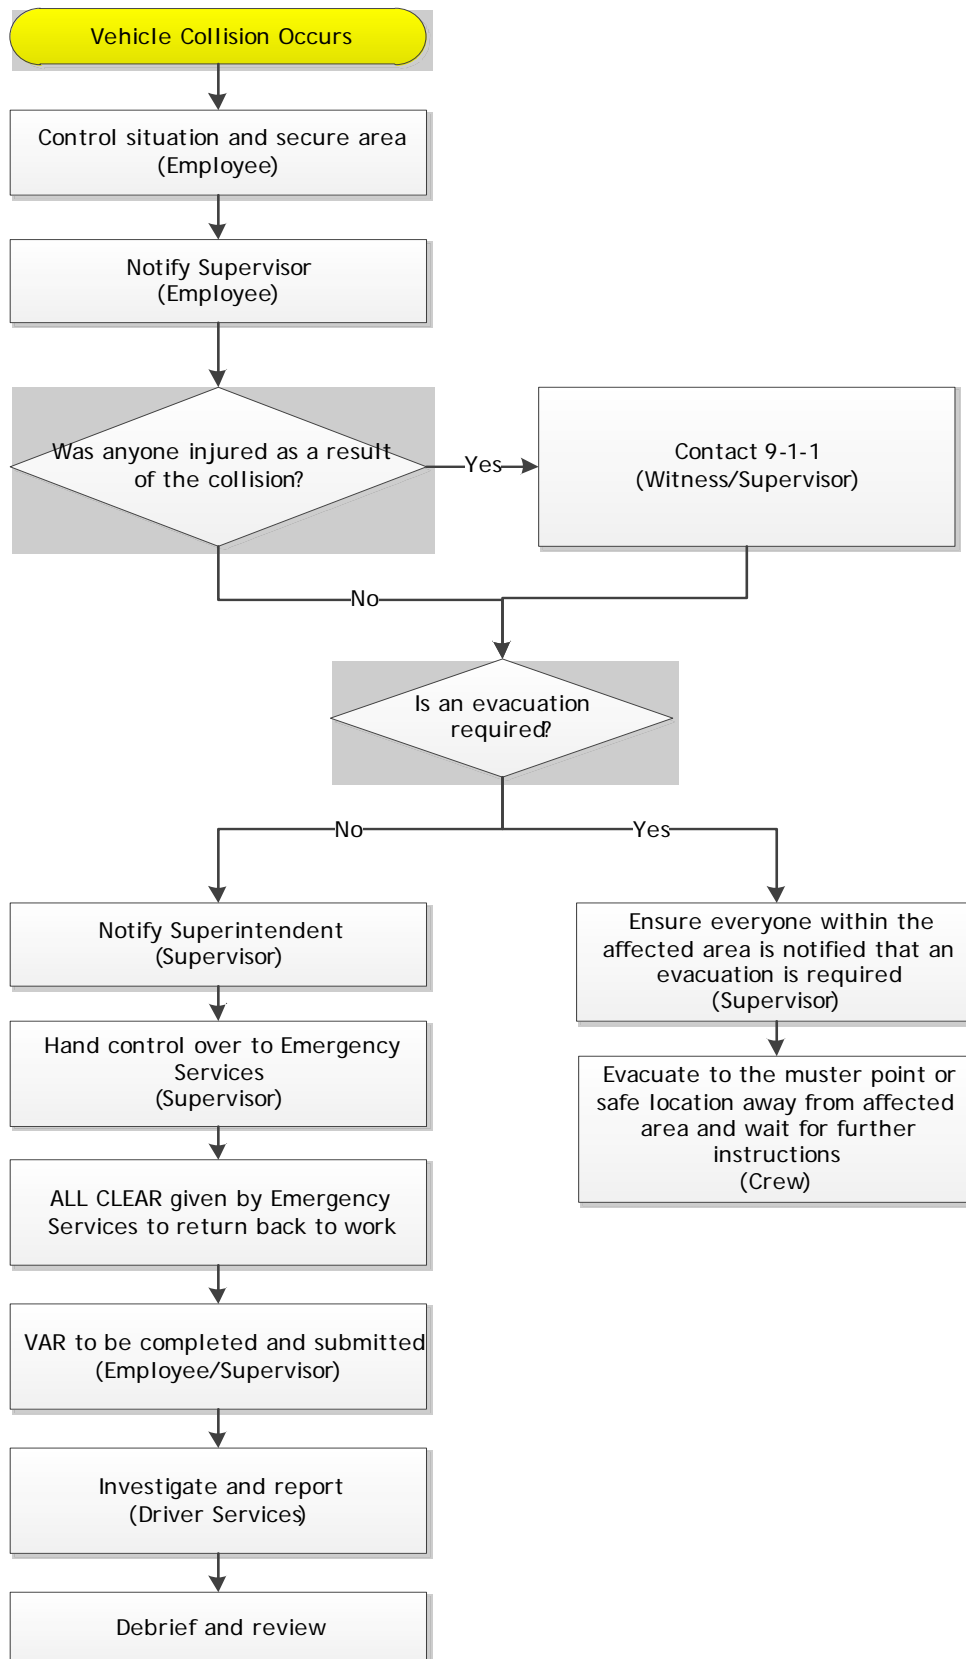 Vehicle Collision Occurs
Control situation and secure area
(Employee)
Notify Supervisor
(Employee)
Was anyone injured as a result
of the collision?
Yes
Contact 9-1-1
(Witness/Supervisor)
No
Is an evacuation
required?
No
Yes
Notify Superintendent
(Supervisor)
Hand control over to Emergency
Services
(Supervisor)
ALL CLEAR given by Emergency
Services to return back to work
VAR to be completed and submitted
(Employee/Supervisor)
Investigate and report
(Driver Services)
Debrief and review
Ensure everyone within the
affected area is notified that an
evacuation is required
(Supervisor)
Evacuate to the muster point or
safe location away from affected
area and wait for further
instructions
(Crew)